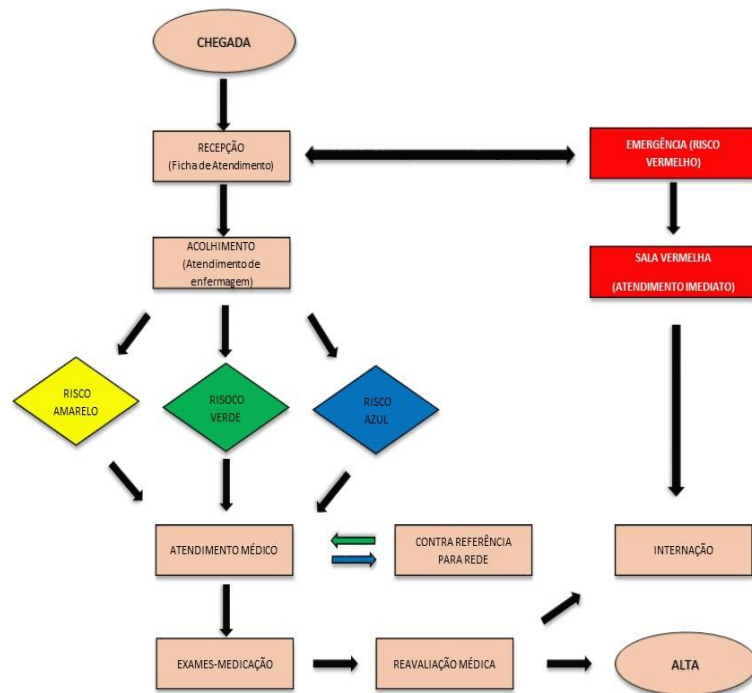 CHEGADA
RECEPÇÃO
(Ficha de Atendimento)
EMERGÊNCIA (RISCO
VERMELHO)
ACOLHIMENTO
(Atendimento de
enfermagem)
SALA VERMELHA
(ATENDIMENTO IMEDIATO)
RISCO
AMARELO
RISOCO
VERDE
RISCO
AZUL
ATENDIMENTO MÉDICO
CONTRA REFERÊNCIA
PARA REDE
INTERNAÇÃO
EXAMES-MEDICAÇÃO
REAVALIAÇÃO MÉDICA
ALTA